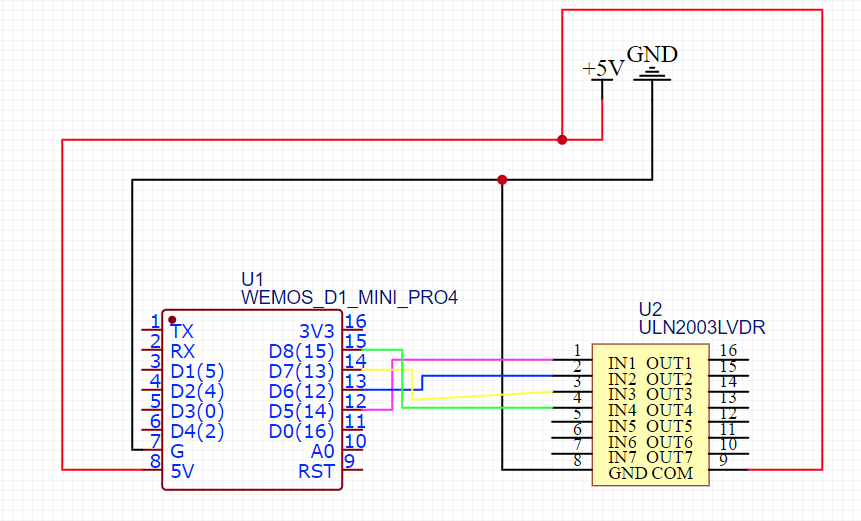 +5V GND
U1
WEMOS_D1_MINI_PRO4
1 TX 3V3 16
2 RX D8(15) 15
3 D1(5) D7(13) 14
4 D2(4) D6(12) 13
5 D3(0) D5(14) 12
6 D4(2) D0(16) 11
7 G A0 10
8 5V RST 9
U2
ULN2003LVDR
1 IN1 OUT1 16
2 IN2 OUT2 15
3 IN3 OUT3 14
4 IN4 OUT4 13
5 IN5 OUT5 12
6 IN6 OUT6 11
7 IN7 OUT7 10
8 GND COM 9